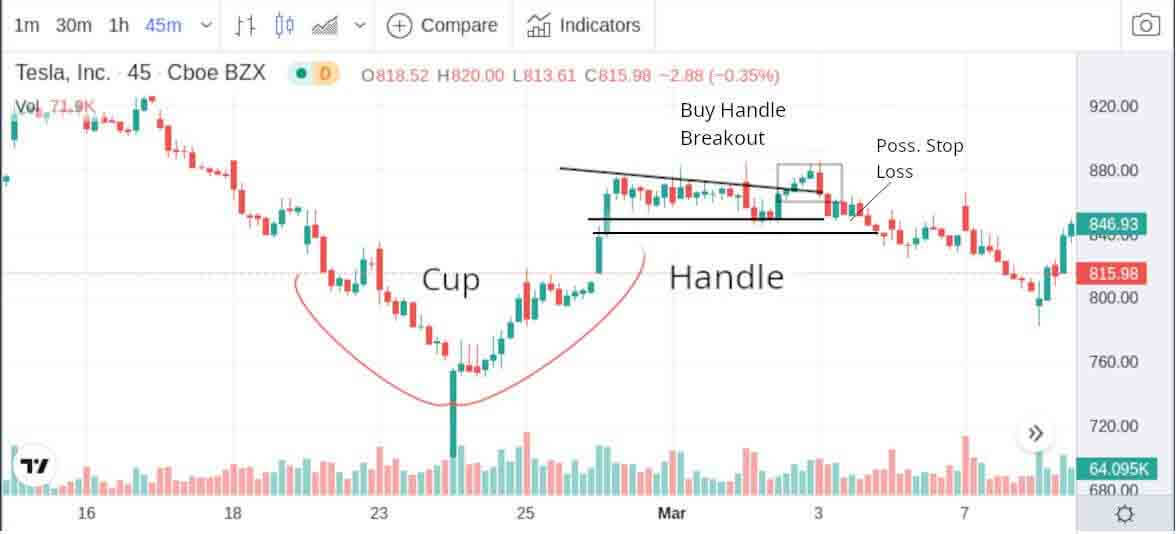 1m 30m 1h 45m Compare Indicators
Tesla, Inc. · 45 · Cboe BZX D O818.52 H820.00 L813.61 C815.98 −2.88 (−0.35%)
Vol 71.9K
920.00
Buy Handle
Breakout
Poss. Stop
Loss
880.00
846.93
840.00
Cup
Handle
815.98
800.00
760.00
720.00
64.095K
680.00
16 18 23 25 Mar 3 7